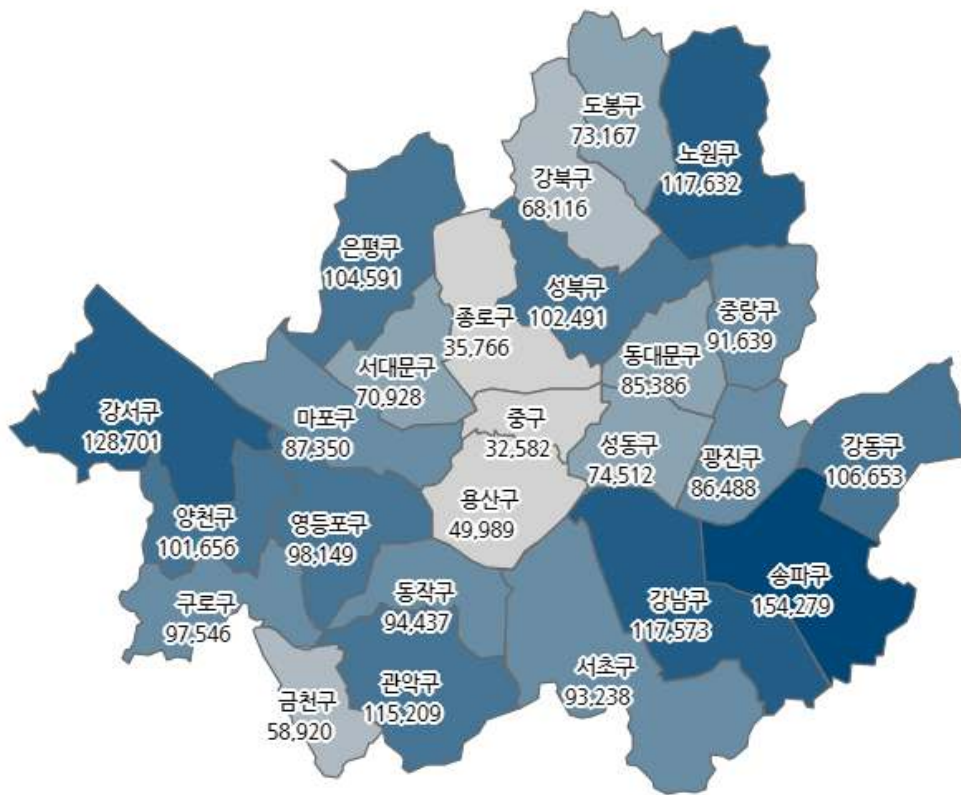 도봉구
73,167
노원구
117,632
강북구
68,116
은평구
104,591
성북구
102,491
중랑구
91,639
종로구
35,766
동대문구
85,386
서대문구
70,928
강서구
128,701
마포구
87,350
중구
32,582
성동구
74,512
광진구
86,488
강동구
106,653
용산구
49,989
양천구
101,656
영등포구
98,149
송파구
154,279
구로구
97,546
동작구
94,437
강남구
117,573
서초구
93,238
관악구
115,209
금천구
58,920